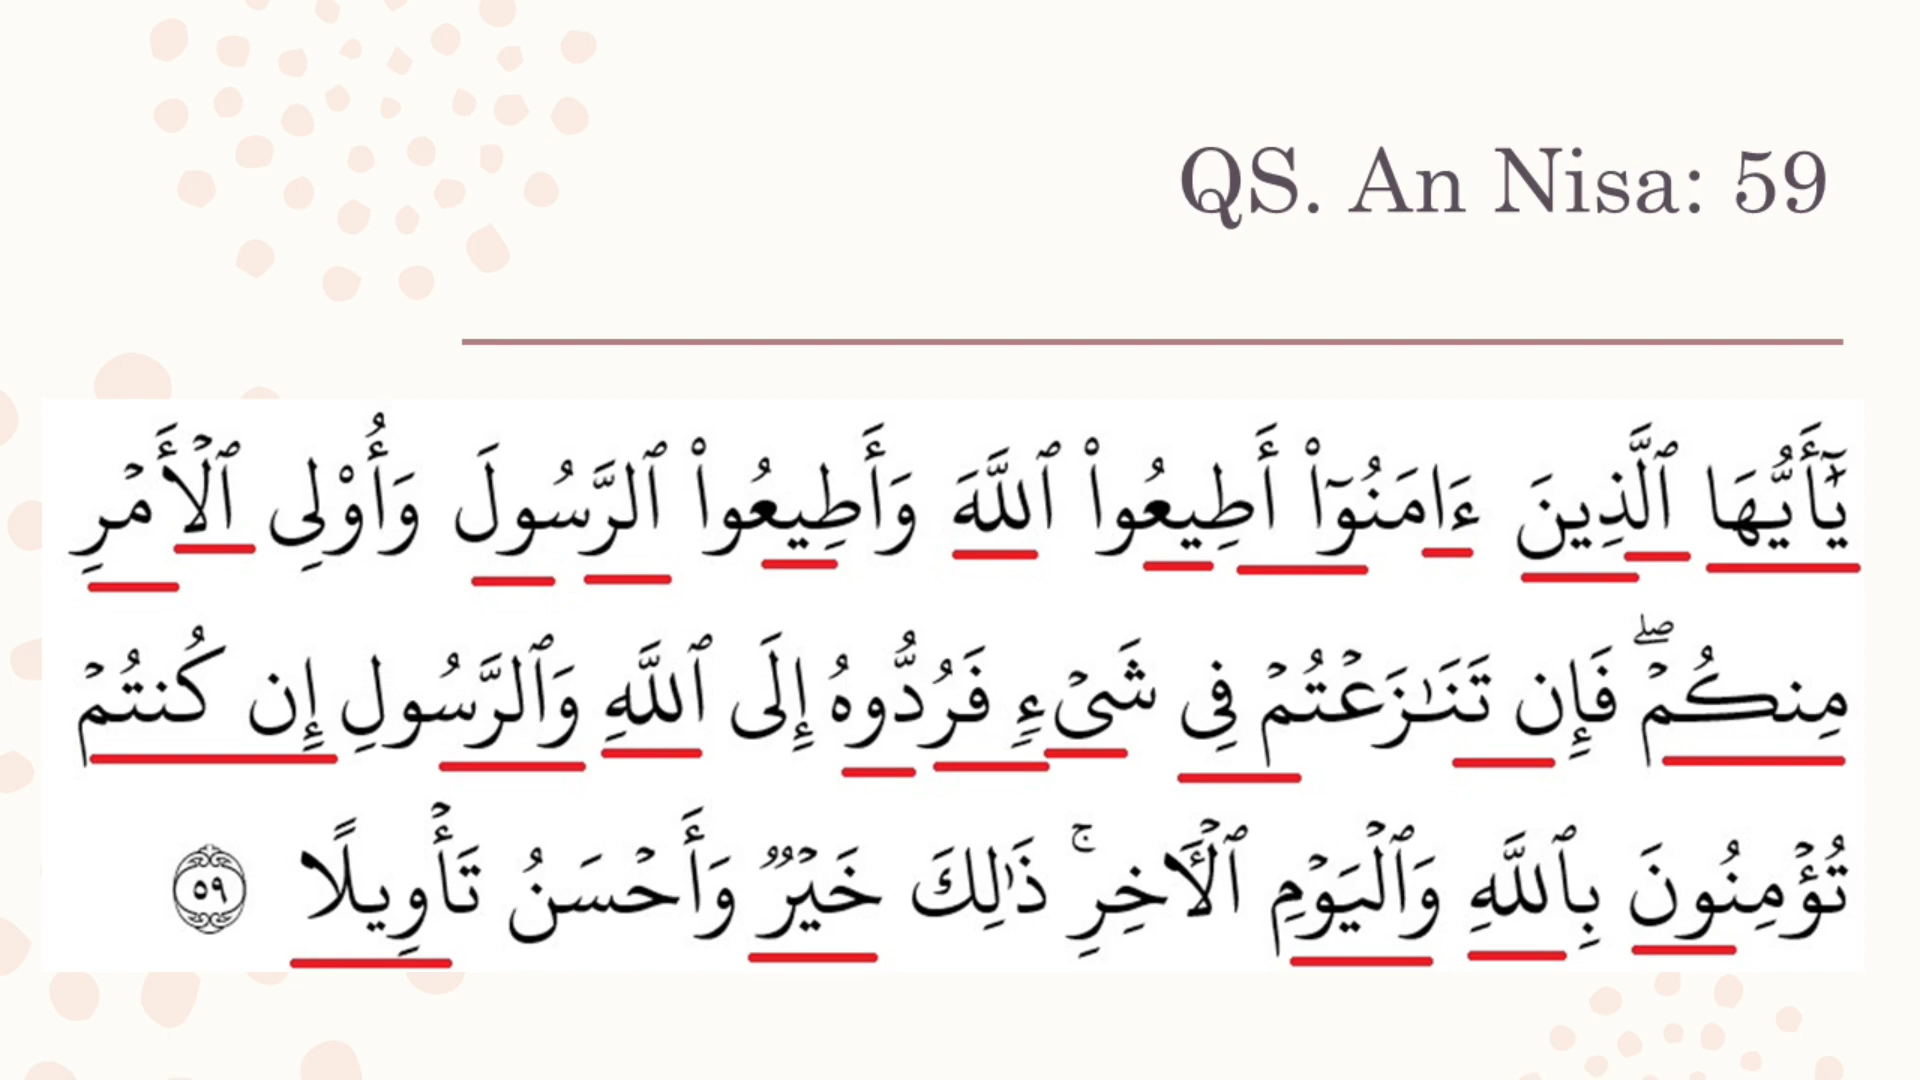 QS. An Nisa: 59
يَٰٓأَيُّهَا ٱلَّذِينَ ءَامَنُوٓا۟ أَطِيعُوا۟ ٱللَّهَ وَأَطِيعُوا۟ ٱلرَّسُولَ وَأُو۟لِى ٱلْأَمْرِ
مِنكُمْ ۖ فَإِن تَنَٰزَعْتُمْ فِى شَىْءٍ فَرُدُّوهُ إِلَى ٱللَّهِ وَٱلرَّسُولِ إِن كُنتُمْ
تُؤْمِنُونَ بِٱللَّهِ وَٱلْيَوْمِ ٱلْءَاخِرِ ۚ ذَٰلِكَ خَيْرٌ وَأَحْسَنُ تَأْوِيلًا ٥٩